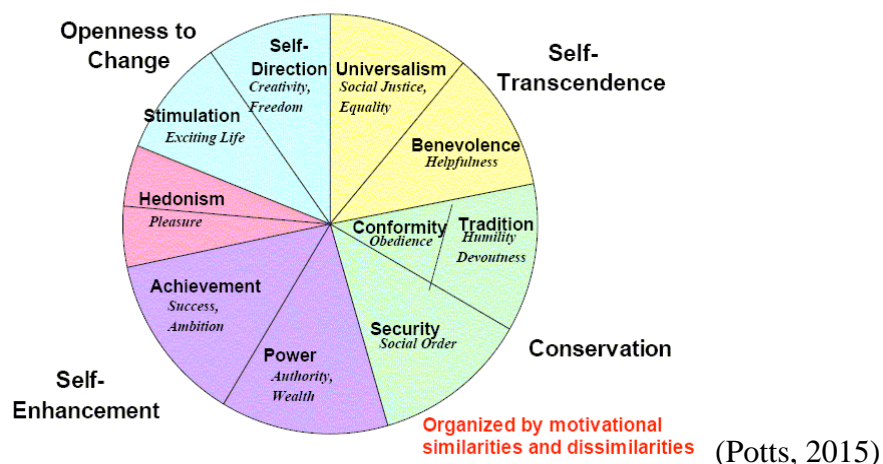 Openness to
Change
Self-
Direction
Creativity,
Freedom
Universalism
Social Justice,
Equality
Self-
Transcendence
Stimulation
Exciting Life
Benevolence
Helpfulness
Hedonism
Pleasure
Conformity
Obedience
Tradition
Humility
Devoutness
Achievement
Success,
Ambition
Security
Social Order
Power
Authority,
Wealth
Conservation
Self-
Enhancement
Organized by motivational
similarities and dissimilarities
(Potts, 2015)